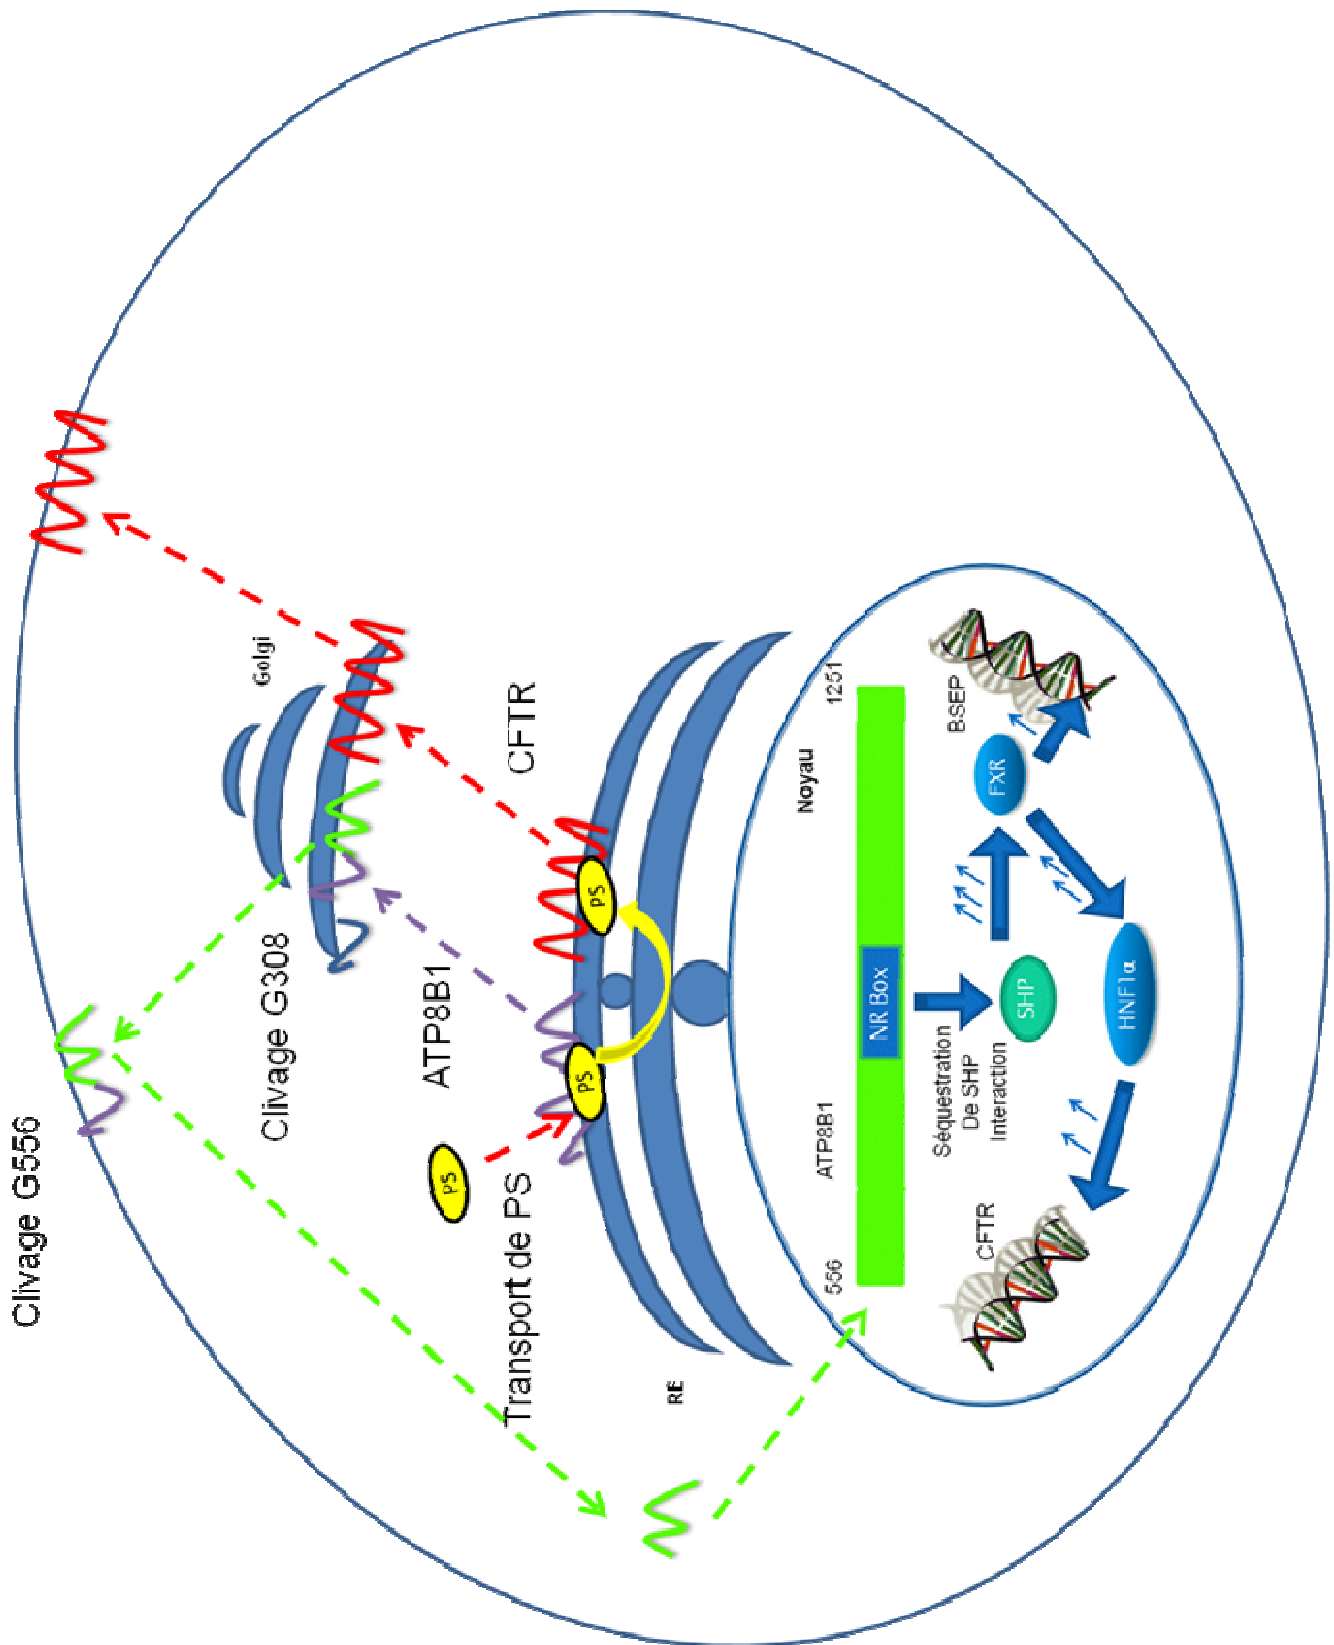 Clivage G556
Golgi
Clivage G308
ATP8B1
CFTR
PS
Transport de PS
PS
PS
RE
Noyau
556
ATP8B1
1251
NR Box
Séquestration
De SHP
Interaction
SHP
FXR
BSEP
CFTR
HNF1α